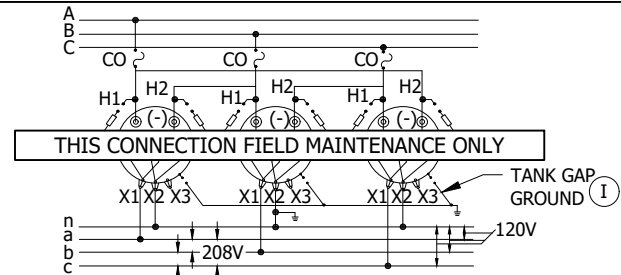 A
B
C
CO CO CO
H1 H2 H1 H2 H1 H2
(-) (-) (-)
THIS CONNECTION FIELD MAINTENANCE ONLY
TANK GAP
GROUND I
X1 X2 X3 X1 X2 X3 X1 X2 X3
n
a
b
c
120V
208V